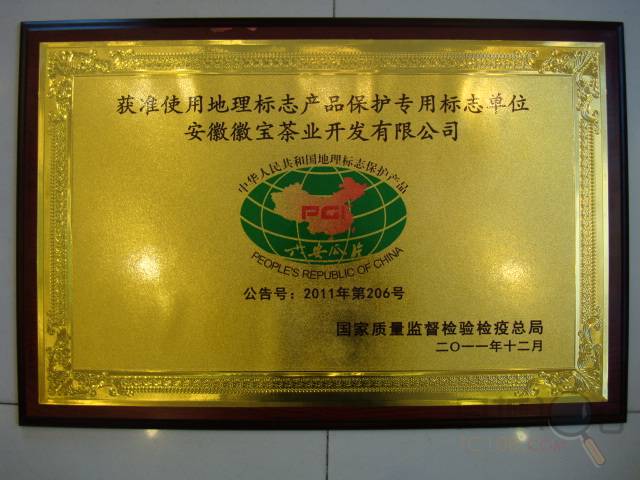 获准使用地理标志产品保护专用标志单位
安徽徽宝茶业开发有限公司
中华人民共和国地理标志保护产品
PGI
六安瓜片
PEOPLE'S REPUBLIC OF CHINA
公告号：2011年第206号
国家质量监督检验检疫总局
二〇一一年十二月